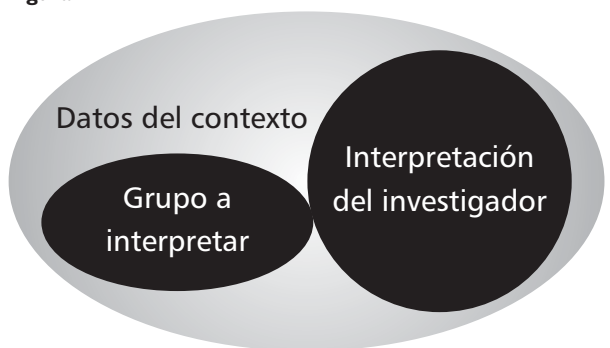 Datos del contexto
Grupo a
interpretar
Interpretación
del investigador